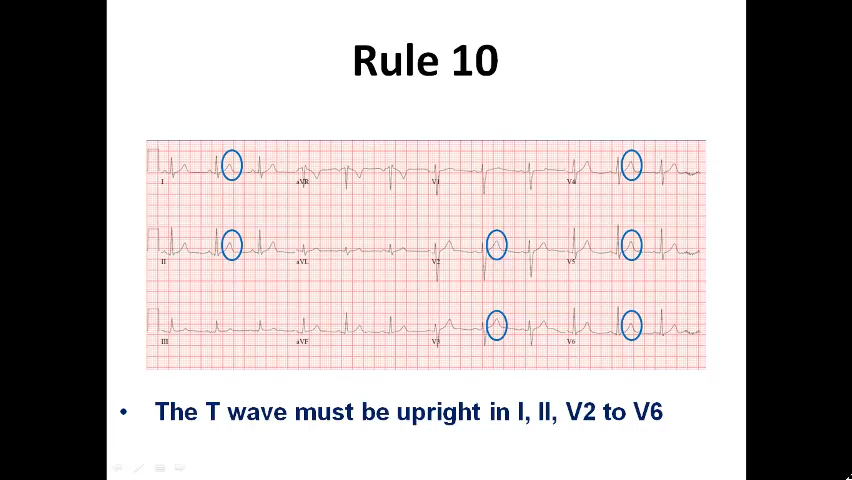 Rule 10
I aVR V1 V4
II aVL V2 V5
III aVF V3 V6
• The T wave must be upright in I, II, V2 to V6